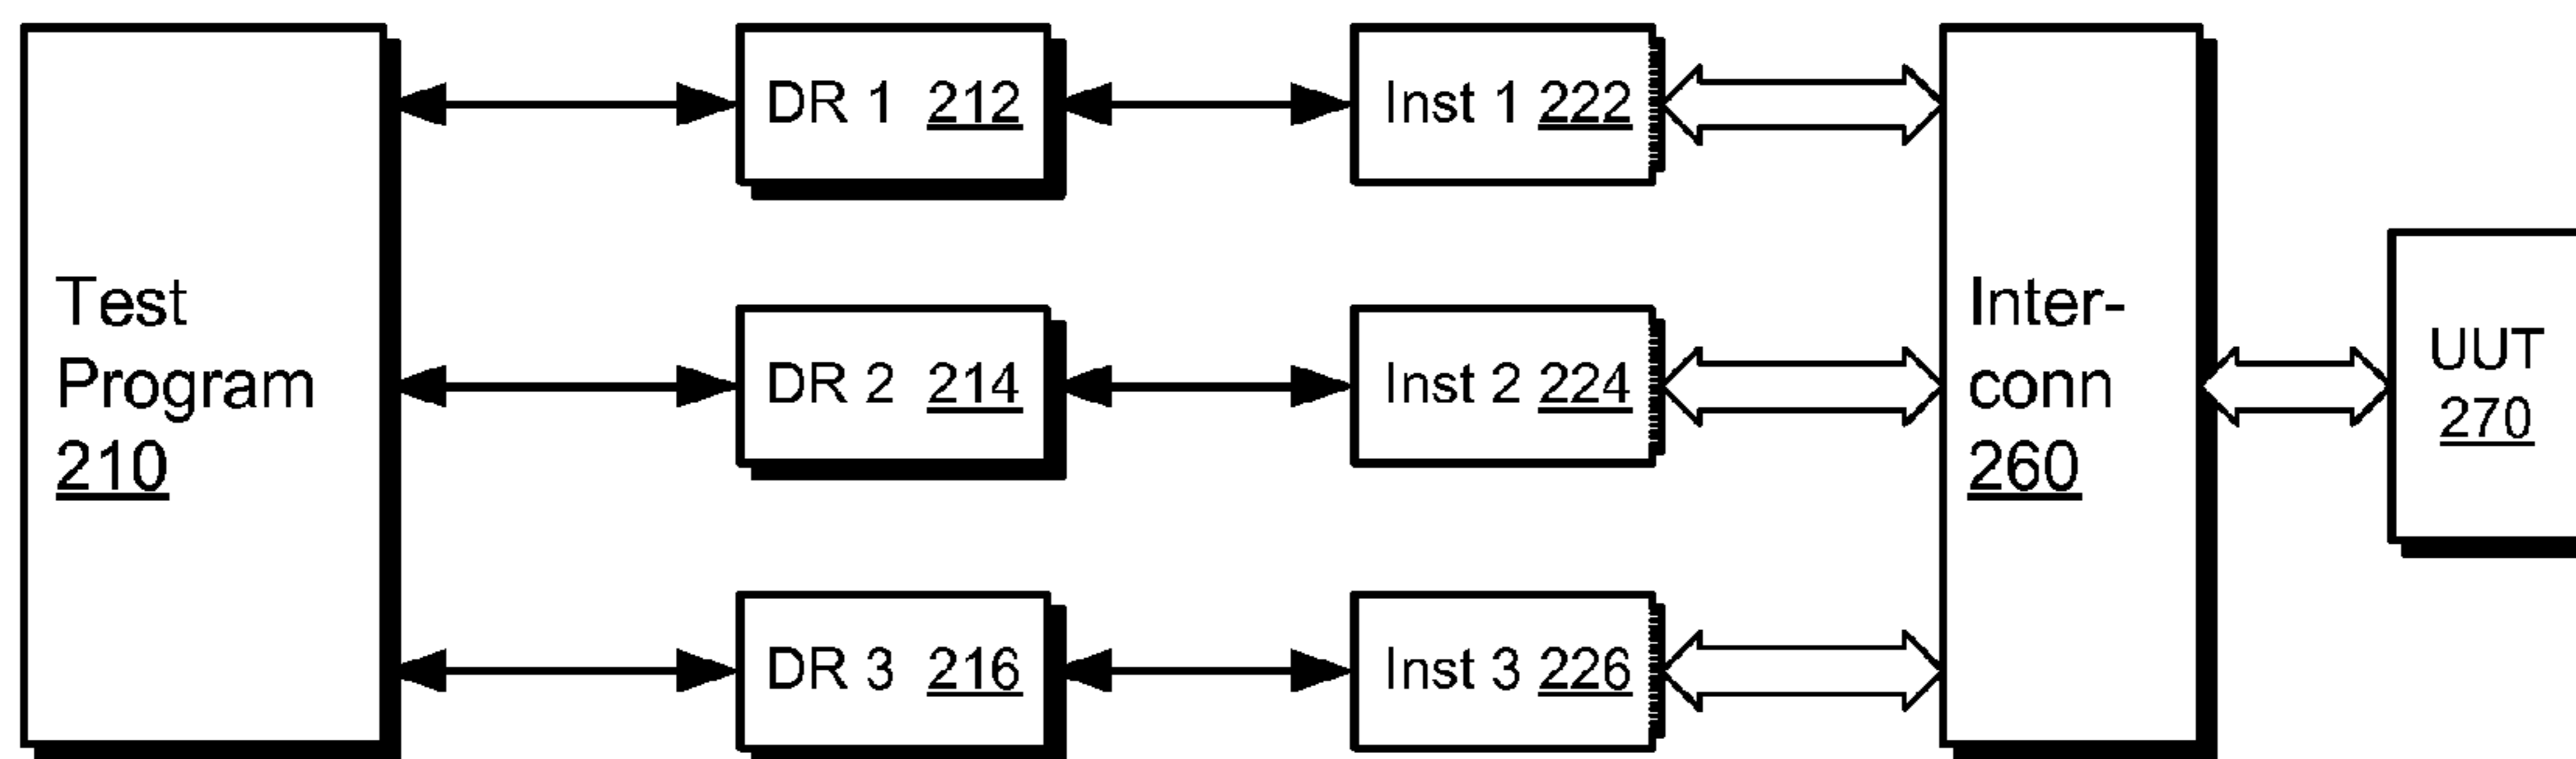 Test
Program
210
DR 1 212
DR 2 214
DR 3 216
Inst 1 222
Inst 2 224
Inst 3 226
Inter-
conn
260
UUT
270